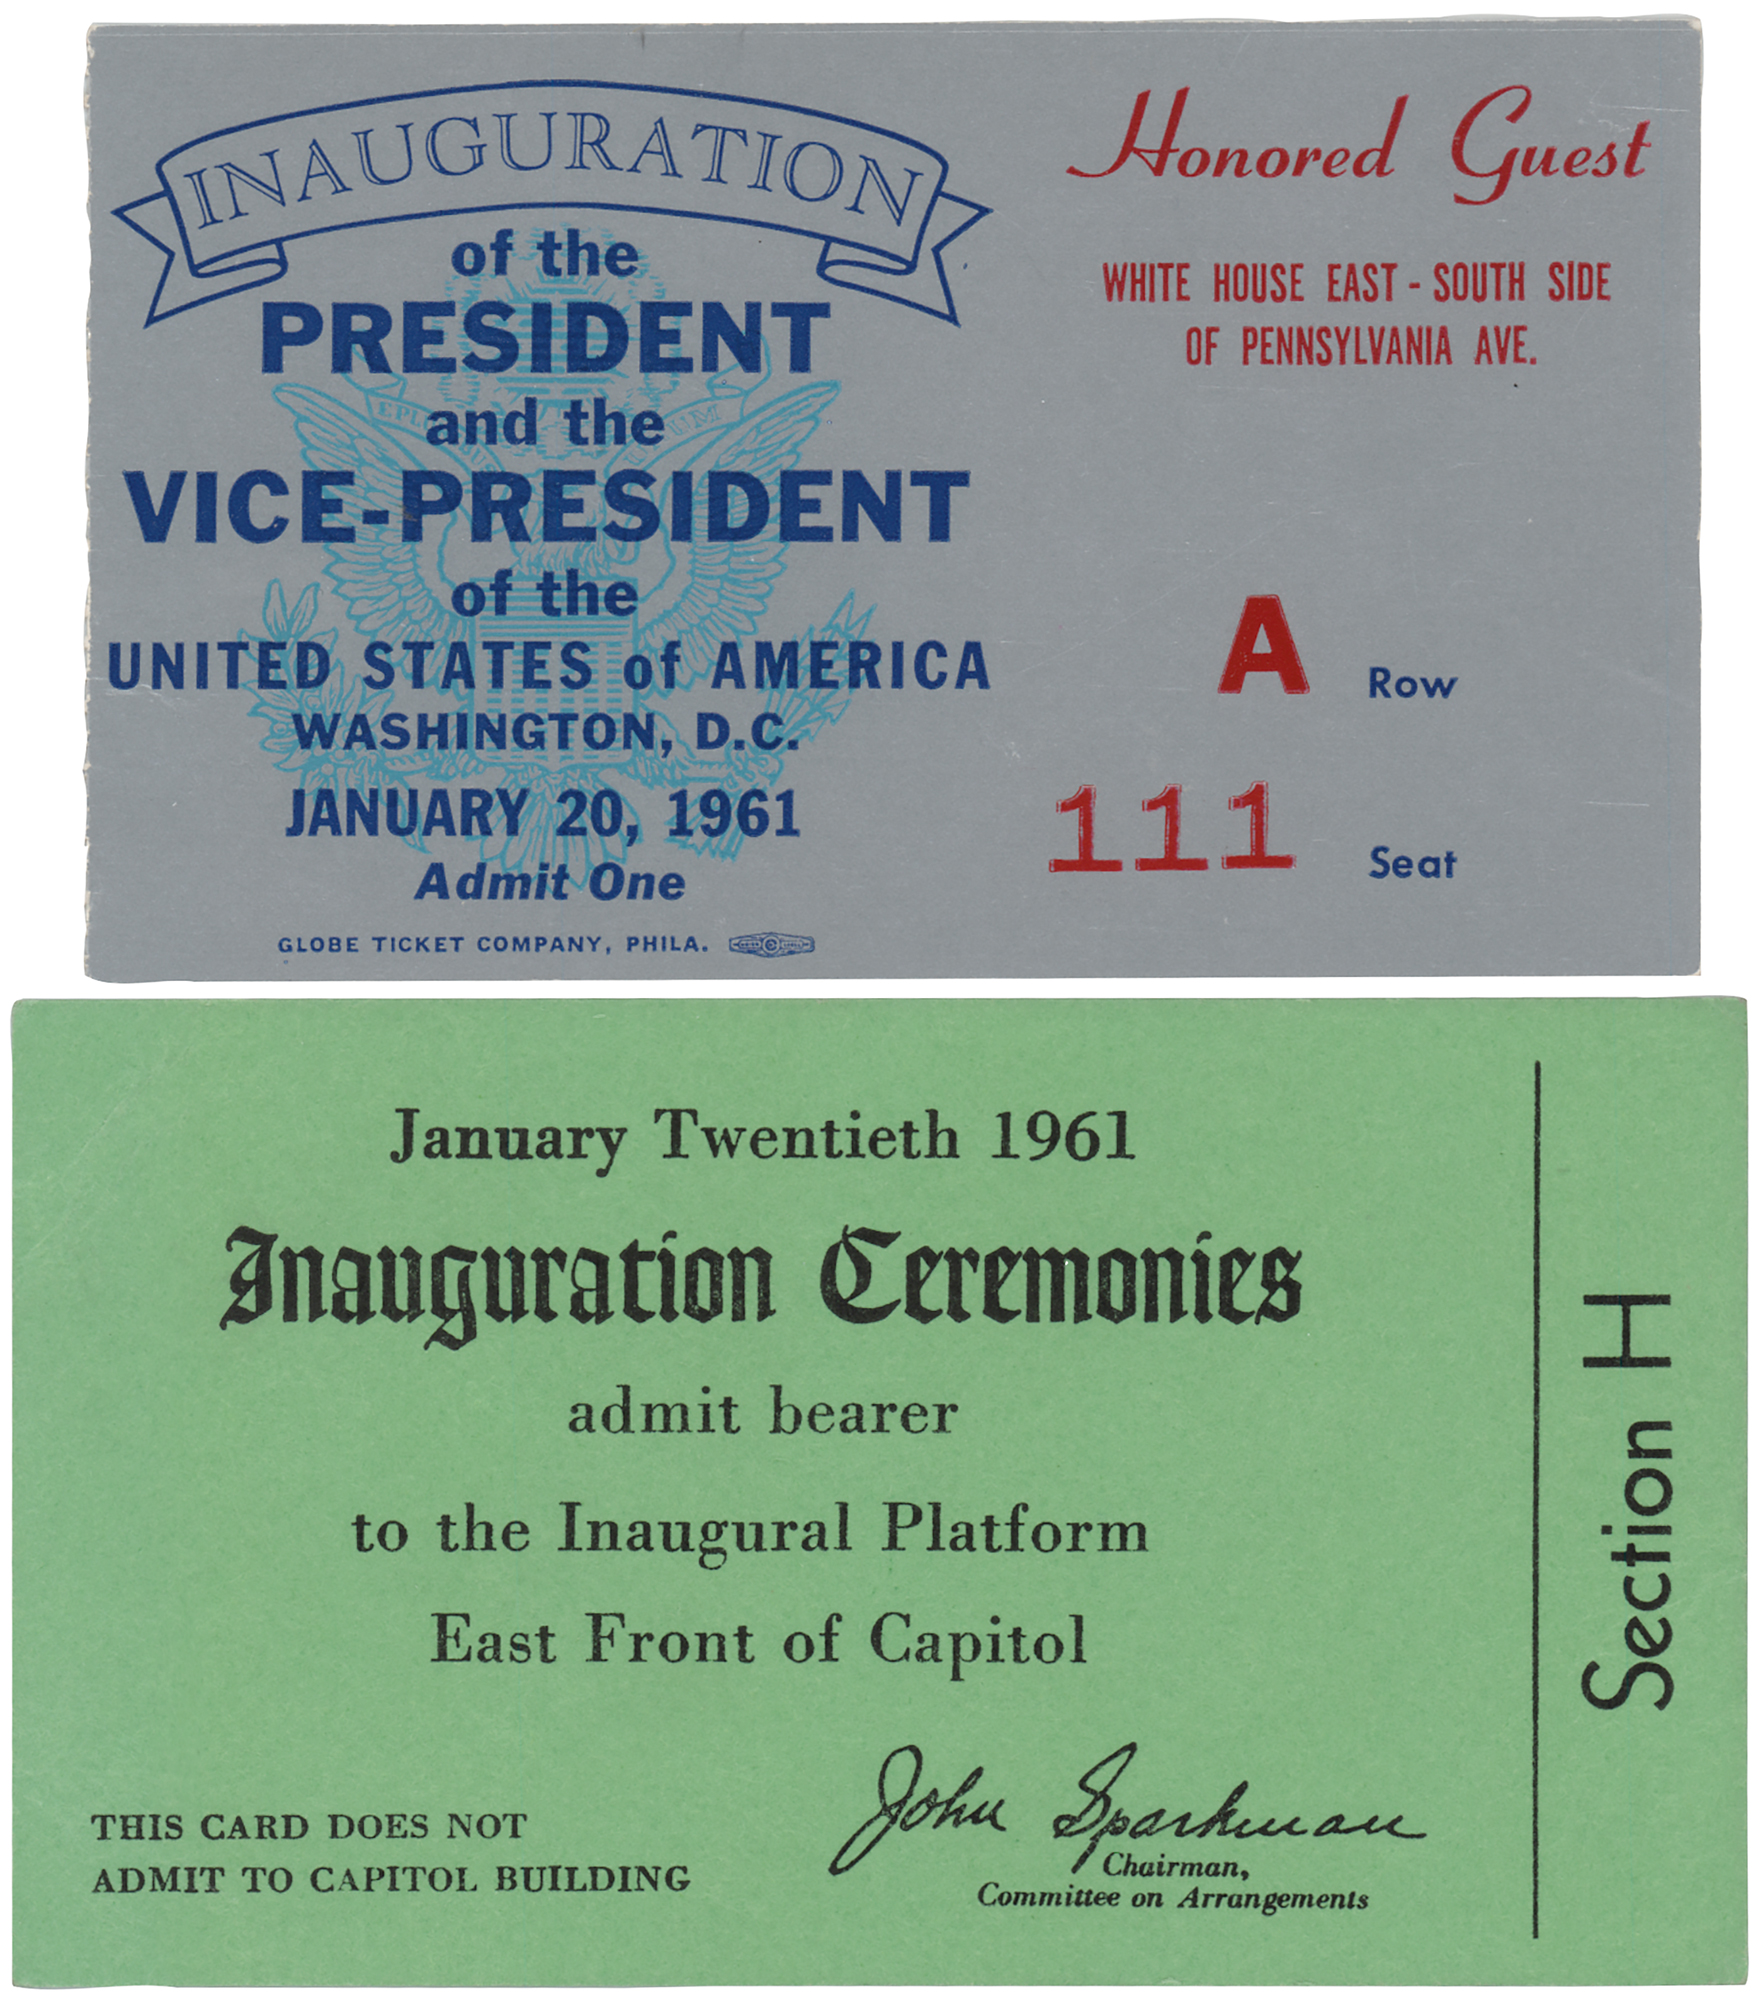 INAUGURATION
of the
PRESIDENT
and the
VICE-PRESIDENT
of the
UNITED STATES of AMERICA
WASHINGTON, D.C.
JANUARY 20, 1961
Admit One
GLOBE TICKET COMPANY, PHILA.
Honored Guest
WHITE HOUSE EAST - SOUTH SIDE
OF PENNSYLVANIA AVE.
A Row
111 Seat
January Twentieth 1961
Inauguration Ceremonies
admit bearer
to the Inaugural Platform
East Front of Capitol
THIS CARD DOES NOT
ADMIT TO CAPITOL BUILDING
John Sparkman
Chairman,
Committee on Arrangements
Section H